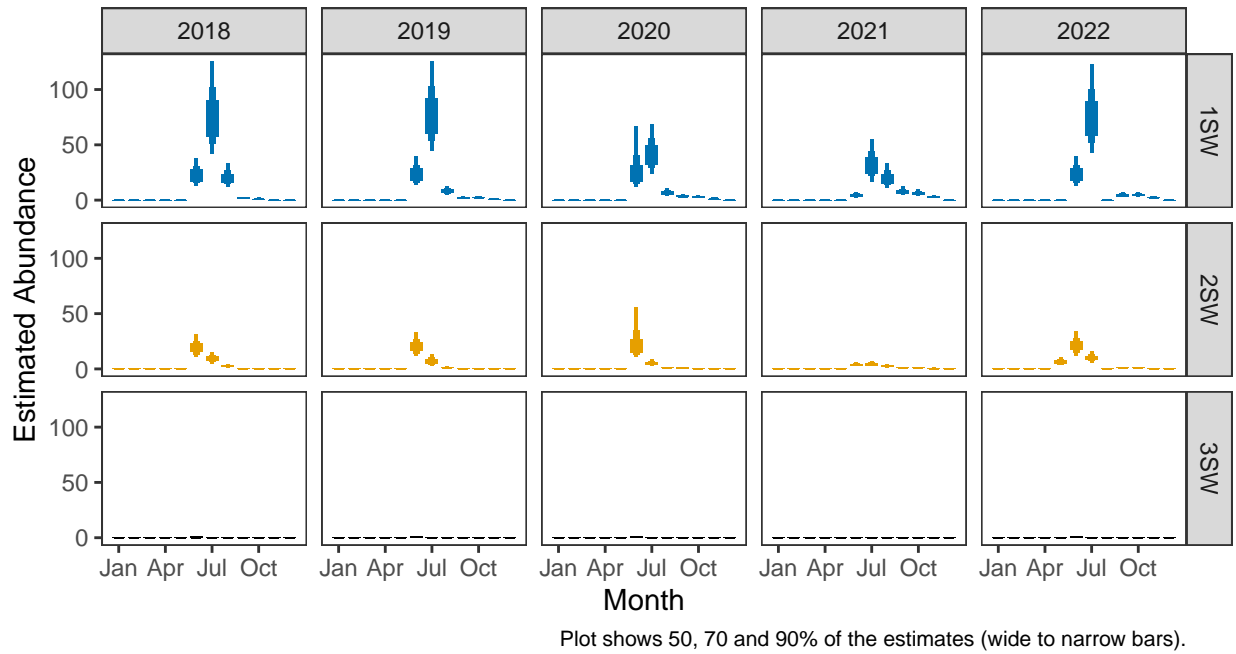 2018 2019 2020 2021 2022
Estimated Abundance
100
50
0
1SW
100
50
0
2SW
100
50
0
3SW
Jan Apr Jul Oct Jan Apr Jul Oct Jan Apr Jul Oct Jan Apr Jul Oct Jan Apr Jul Oct
Month
Plot shows 50, 70 and 90% of the estimates (wide to narrow bars).